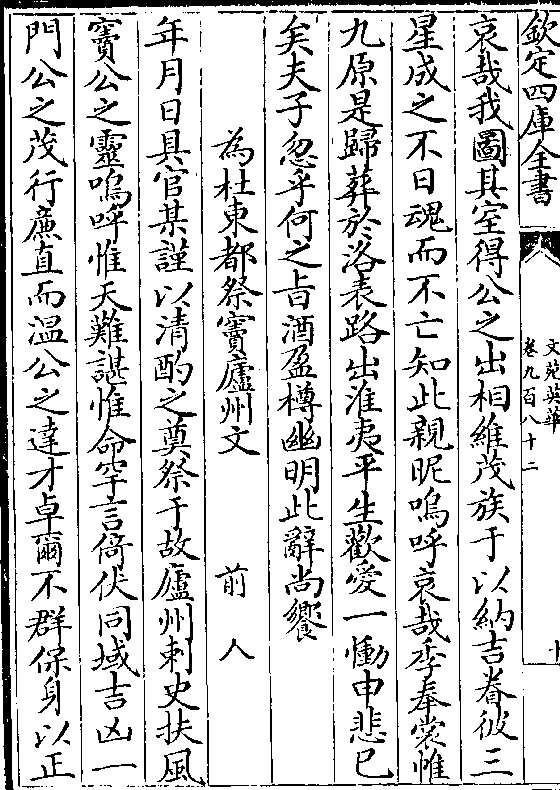 欽定四庫全書
文苑英華
卷九百八十二
哀哉我圖其室得公之出相維茂族于以納吉眷彼三
星成之不日魂而不亡知此親昵嗚呼哀哉季奉裳帷
九原是歸葬於洛表路出淮夷平生歡愛一慟申悲已
矣夫子忽乎何之㫖酒盈樽幽明此辭尚饗
為杜東都祭竇廬州文
前人
年月日具官某謹以清酌之奠祭于故廬州刺史扶風
竇公之靈嗚呼惟天難諶惟命罕言倚伏同域吉凶一
門公之茂行㢘直而溫公之達才卓爾不群保身以正